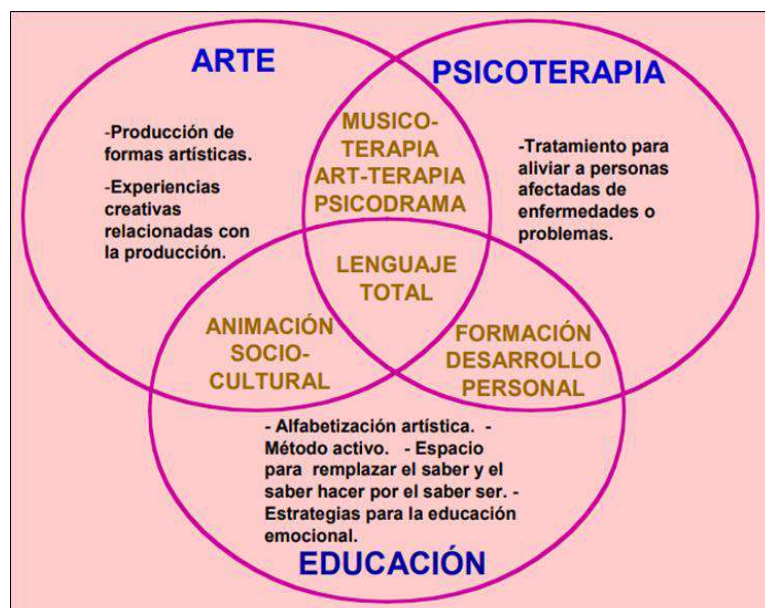 ARTE
PSICOTERAPIA
-Producción de
formas artísticas.
-Experiencias
creativas
relacionadas con
la producción.
MUSICO-
TERAPIA
ART-TERAPIA
PSICODRAMA
-Tratamiento para
aliviar a personas
afectadas de
enfermedades o
problemas.
LENGUAJE
TOTAL
ANIMACIÓN
SOCIO-
CULTURAL
FORMACIÓN
DESARROLLO
PERSONAL
- Alfabetización artística. -
Método activo. - Espacio
para remplazar el saber y el
saber hacer por el saber ser. -
Estrategias para la educación
emocional.
EDUCACIÓN